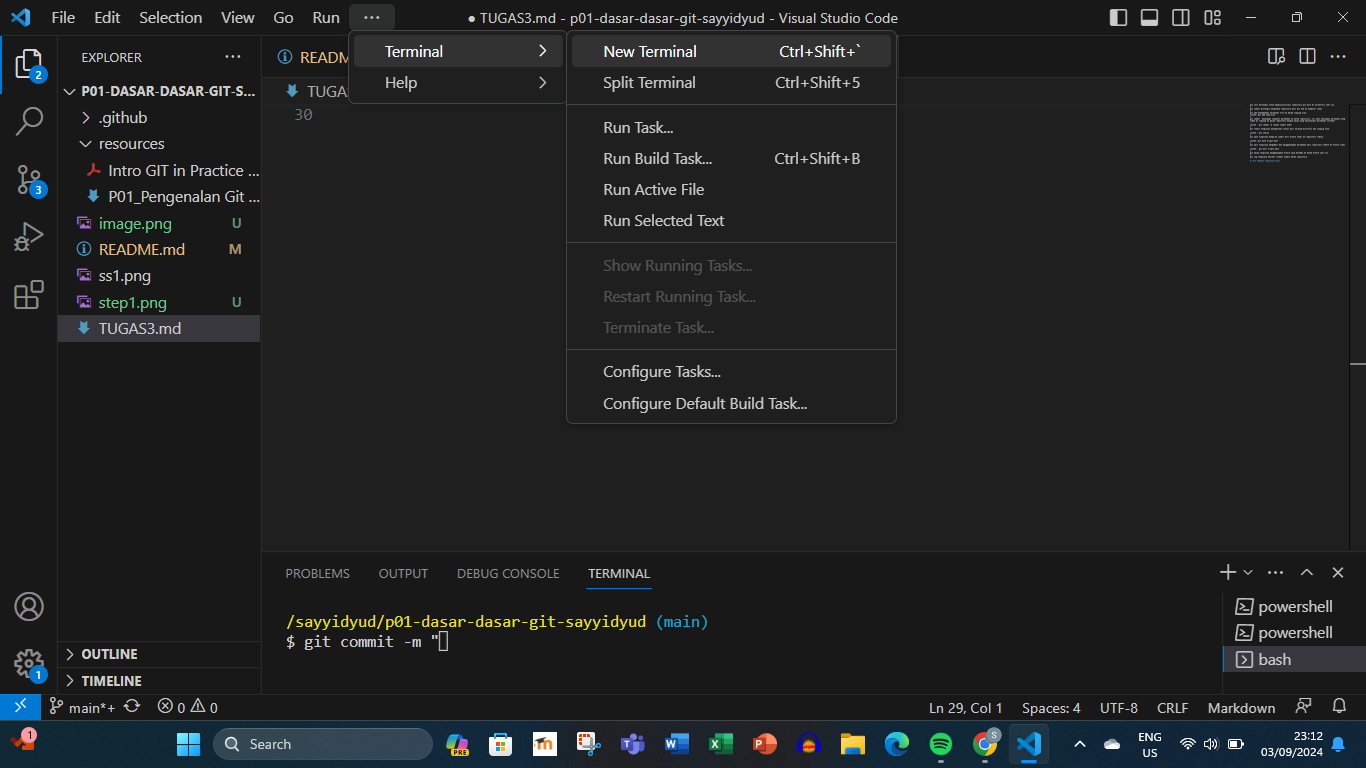 File Edit Selection View Go Run ···
● TUGAS3.md - p01-dasar-dasar-git-sayyidyud - Visual Studio Code
Terminal
Help
New Terminal Ctrl+Shift+`
Split Terminal Ctrl+Shift+5
Run Task...
Run Build Task... Ctrl+Shift+B
Run Active File
Run Selected Text
Show Running Tasks...
Restart Running Task...
Terminate Task...
Configure Tasks...
Configure Default Build Task...
2
3
1
EXPLORER ···
P01-DASAR-DASAR-GIT-S...
.github
resources
Intro GIT in Practice ...
P01_Pengenalan Git ...
image.png U
README.md M
ss1.png
step1.png U
TUGAS3.md
OUTLINE
TIMELINE
READM
TUGAS
30
PROBLEMS OUTPUT DEBUG CONSOLE TERMINAL
/sayyidyud/p01-dasar-dasar-git-sayyidyud (main)
$ git commit -m "
powershell
powershell
bash
main*+ 0 0
Ln 29, Col 1 Spaces: 4 UTF-8 CRLF Markdown
1
Search
PRE
S
ENG
US
23:12
03/09/2024